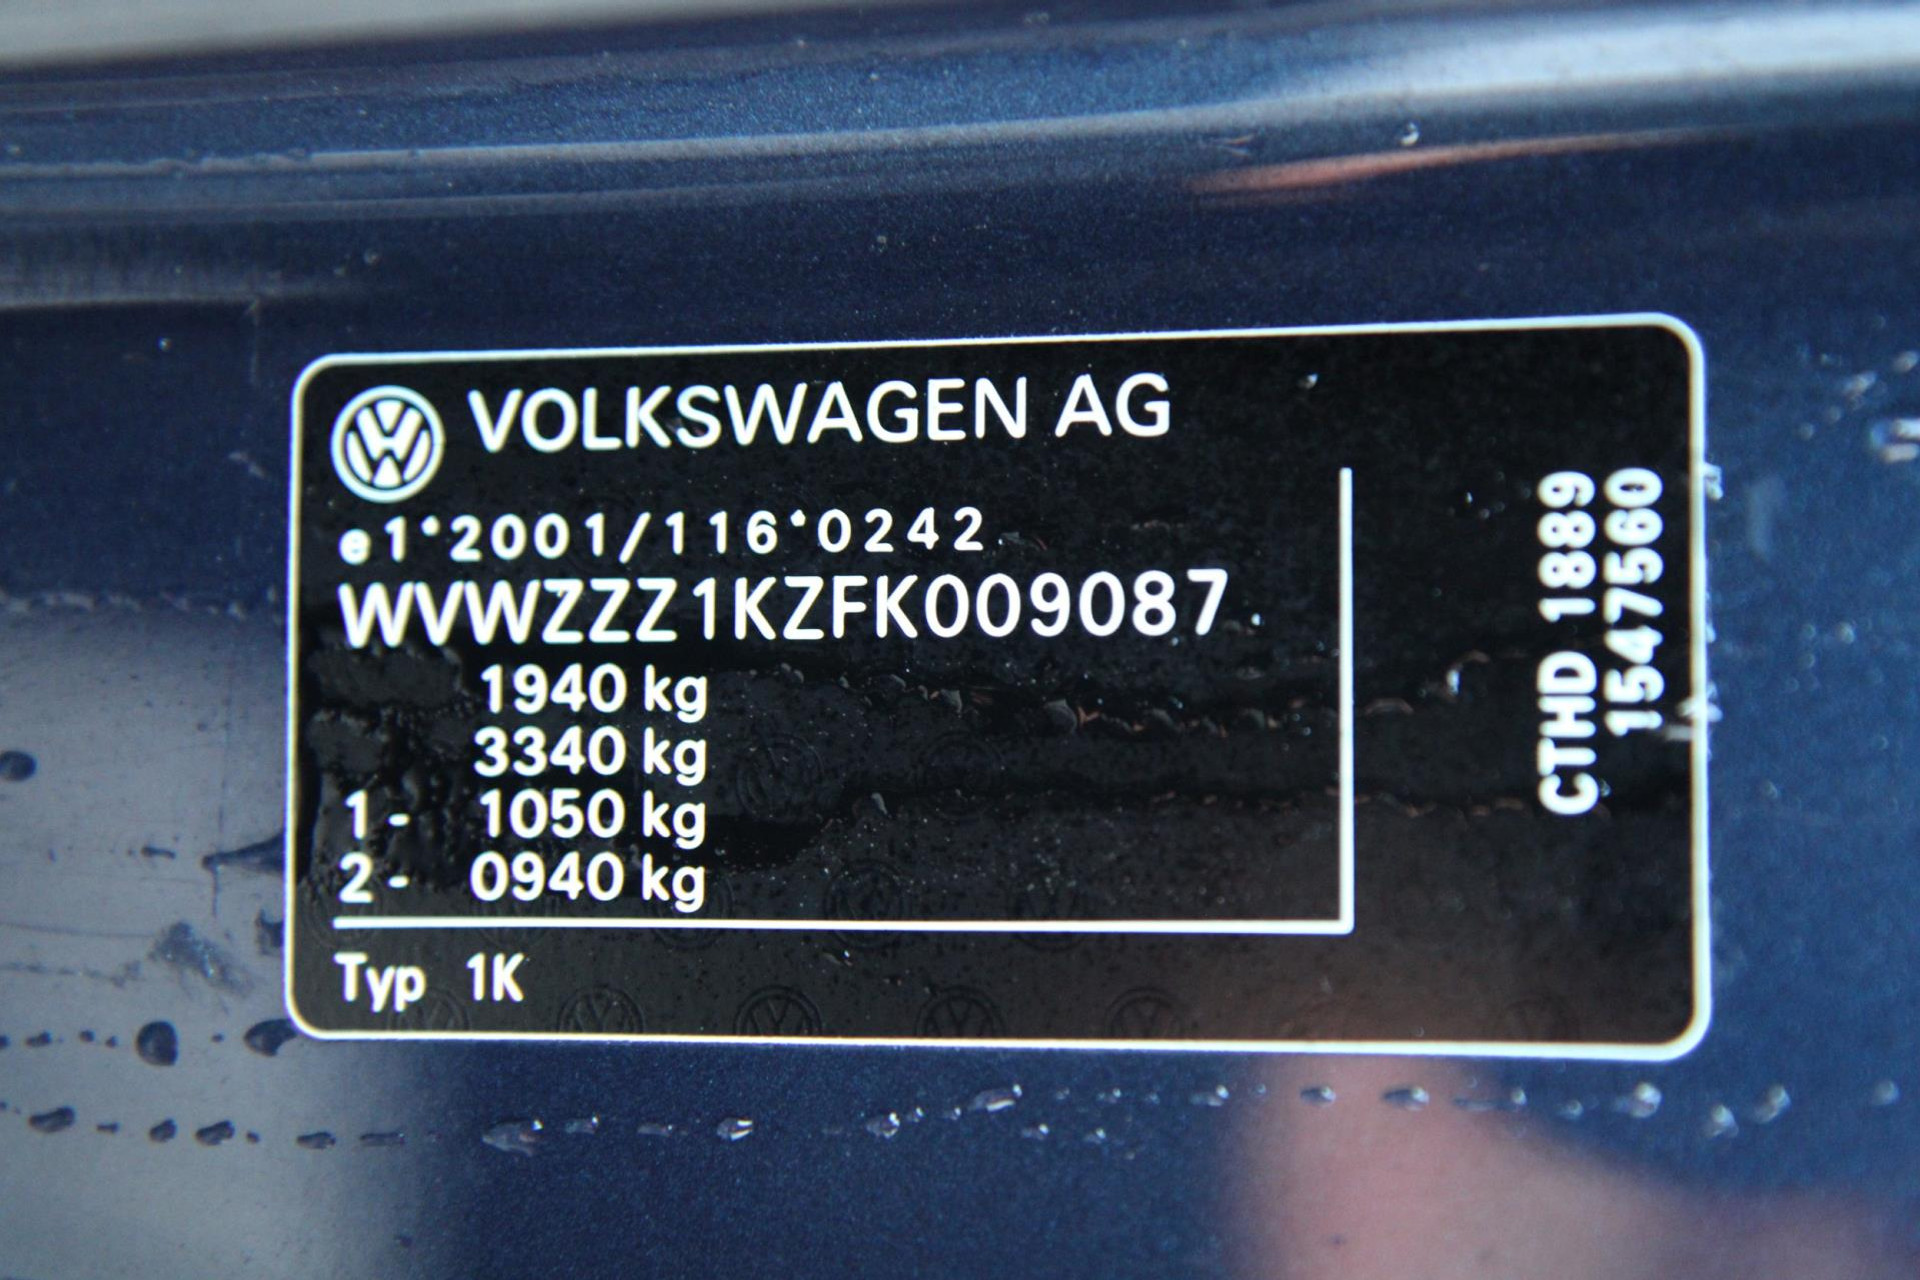 VOLKSWAGEN AG
e1*2001/116*0242
WVWZZZ1KZFK009087
1940 kg
3340 kg
1- 1050 kg
2- 0940 kg
Typ 1K
CTHD 1889
1547560